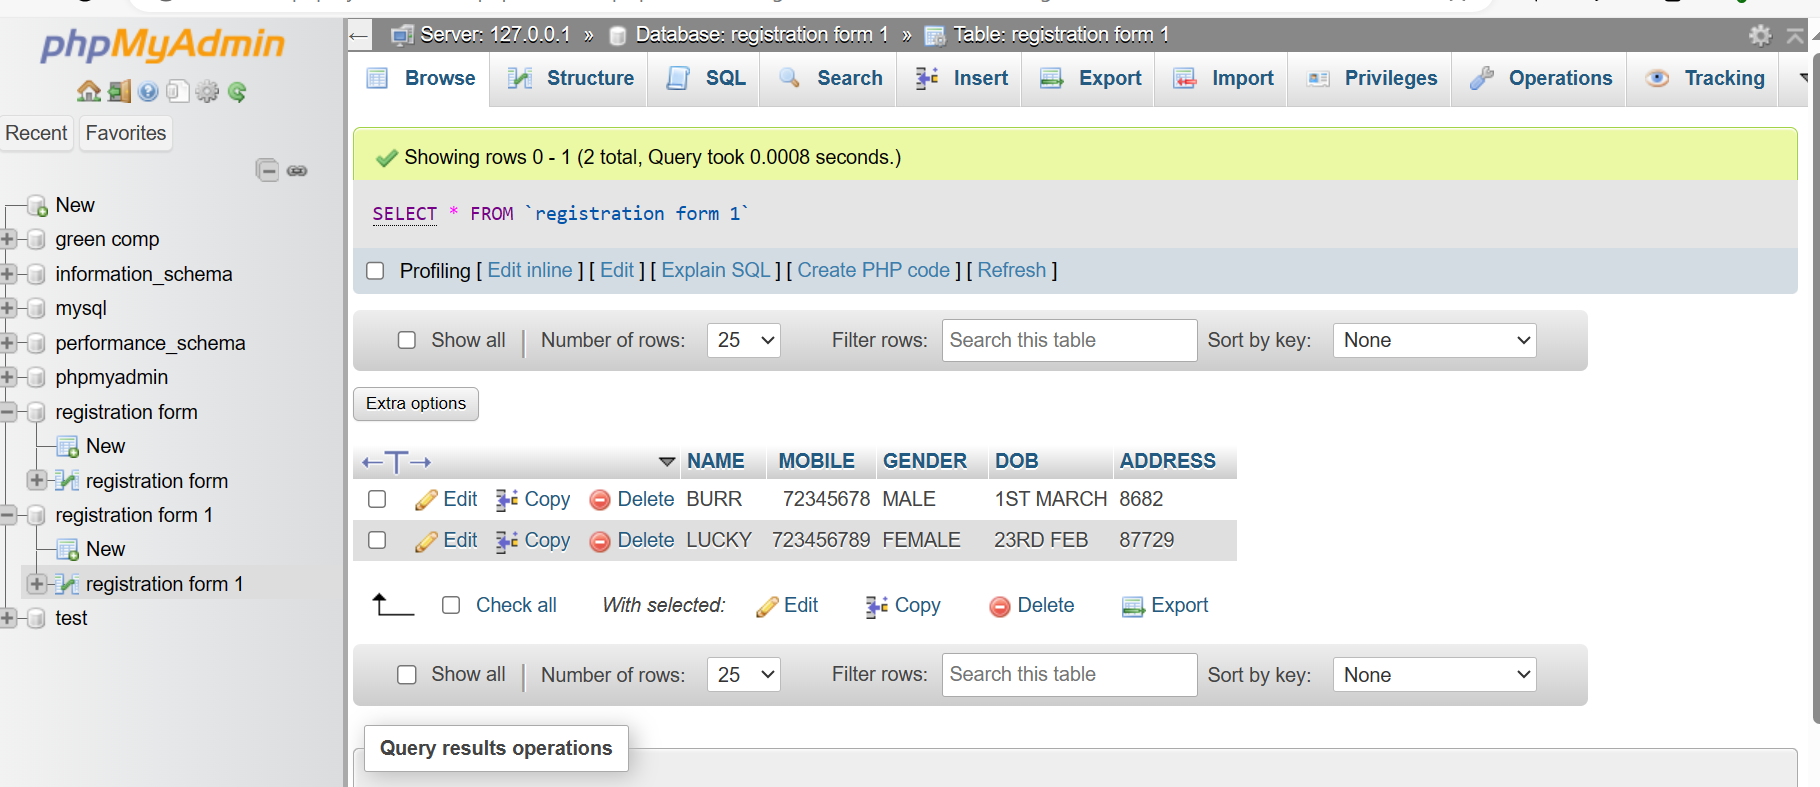 phpMyAdmin
Recent Favorites
New
green comp
information_schema
mysql
performance_schema
phpmyadmin
registration form
New
registration form
registration form 1
New
registration form 1
test
← Server: 127.0.0.1 » Database: registration form 1 » Table: registration form 1
Browse Structure SQL Search Insert Export Import Privileges Operations Tracking
Showing rows 0 - 1 (2 total, Query took 0.0008 seconds.)
SELECT * FROM `registration form 1`
Profiling [ Edit inline ] [ Edit ] [ Explain SQL ] [ Create PHP code ] [ Refresh ]
Show all | Number of rows: 25 Filter rows: Search this table Sort by key: None
Extra options
←T→ NAME MOBILE GENDER DOB ADDRESS
Edit Copy Delete BURR 72345678 MALE 1ST MARCH 8682
Edit Copy Delete LUCKY 723456789 FEMALE 23RD FEB 87729
Check all With selected: Edit Copy Delete Export
Show all | Number of rows: 25 Filter rows: Search this table Sort by key: None
Query results operations